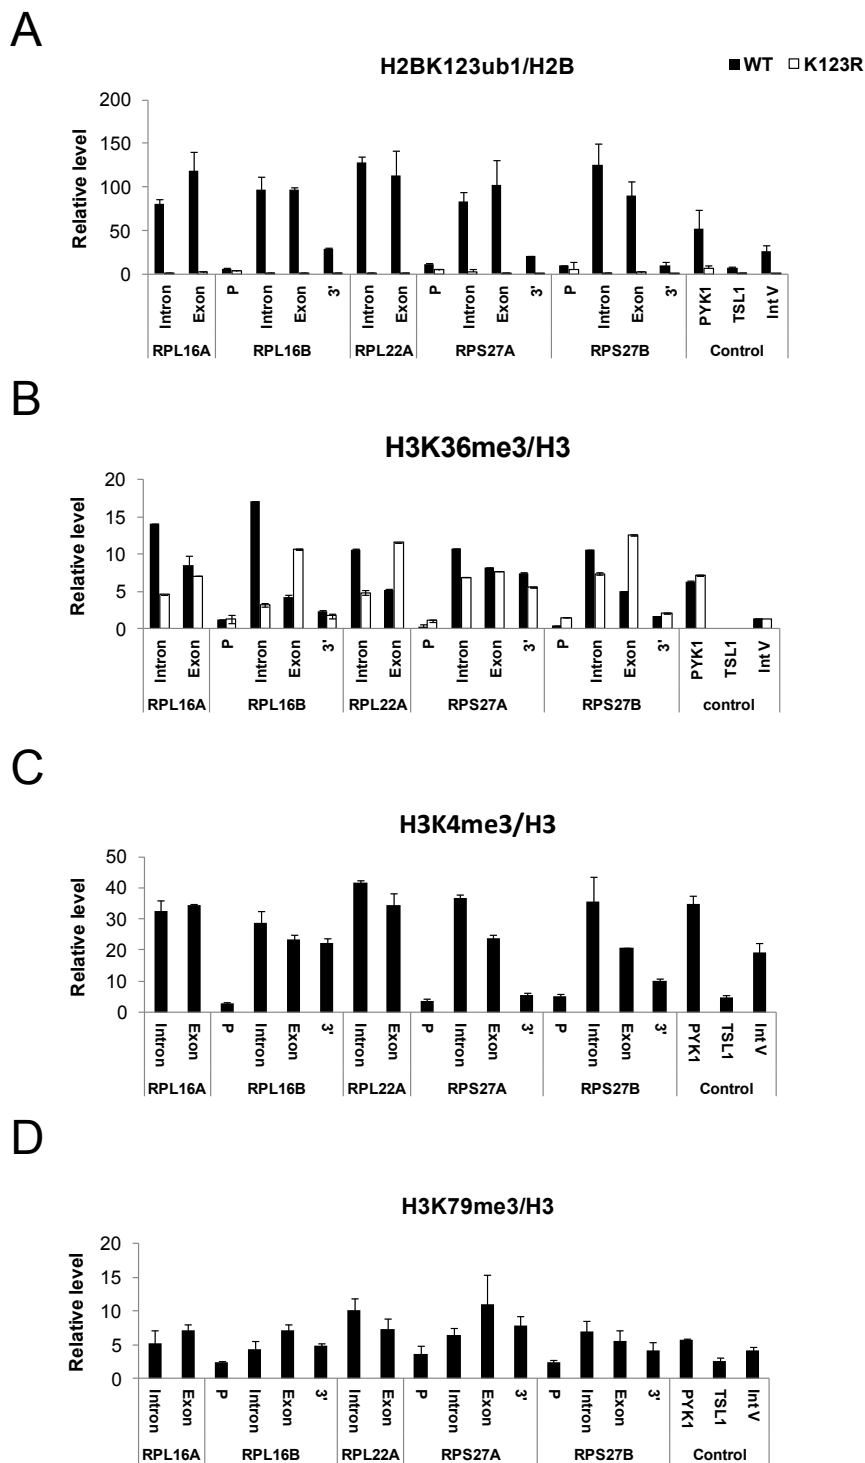 A
H2BK123ub1/H2B
WT K123R
Relative level
200
150
100
50
0
Intron Exon P Intron Exon 3' Intron Exon P Intron Exon 3' P Intron Exon 3' PYK1 TSL1 Int V
RPL16A RPL16B RPL22A RPS27A RPS27B Control
B
H3K36me3/H3
Relative level
20
15
10
5
0
Intron Exon P Intron Exon 3' Intron Exon P Intron Exon 3' P Intron Exon 3' PYK1 TSL1 Int V
RPL16A RPL16B RPL22A RPS27A RPS27B control
C
H3K4me3/H3
Relative level
50
40
30
20
10
0
Intron Exon P Intron Exon 3' Intron Exon P Intron Exon 3' P Intron Exon 3' PYK1 TSL1 Int V
RPL16A RPL16B RPL22A RPS27A RPS27B Control
D
H3K79me3/H3
Relative level
20
15
10
5
0
Intron Exon P Intron Exon 3' Intron Exon P Intron Exon 3' P Intron Exon 3' PYK1 TSL1 Int V
RPL16A RPL16B RPL22A RPS27A RPS27B Control